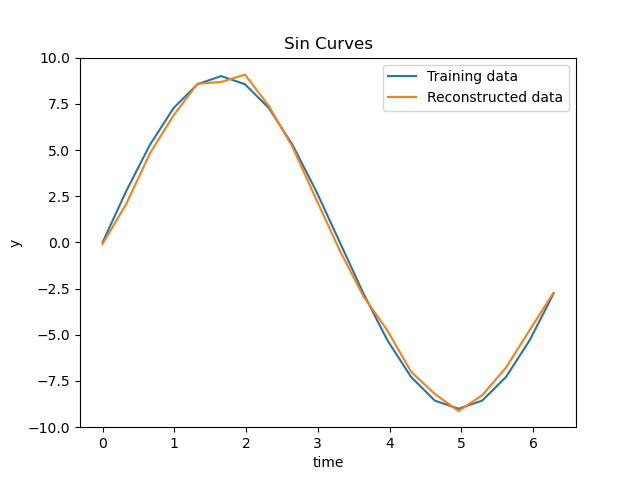 Sin Curves
Training data
Reconstructed data
10.0
7.5
5.0
2.5
0.0
−2.5
−5.0
−7.5
−10.0
y
0 1 2 3 4 5 6
time